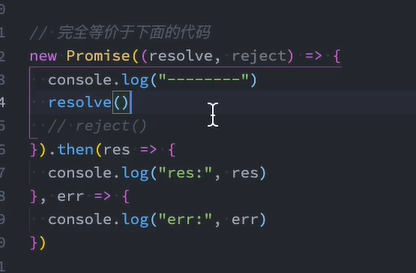 // 完全等价于下面的代码
new Promise((resolve, reject) => {
  console.log("--------")
  resolve()
  // reject()
}).then(res => {
  console.log("res:", res)
}, err => {
  console.log("err:", err)
})